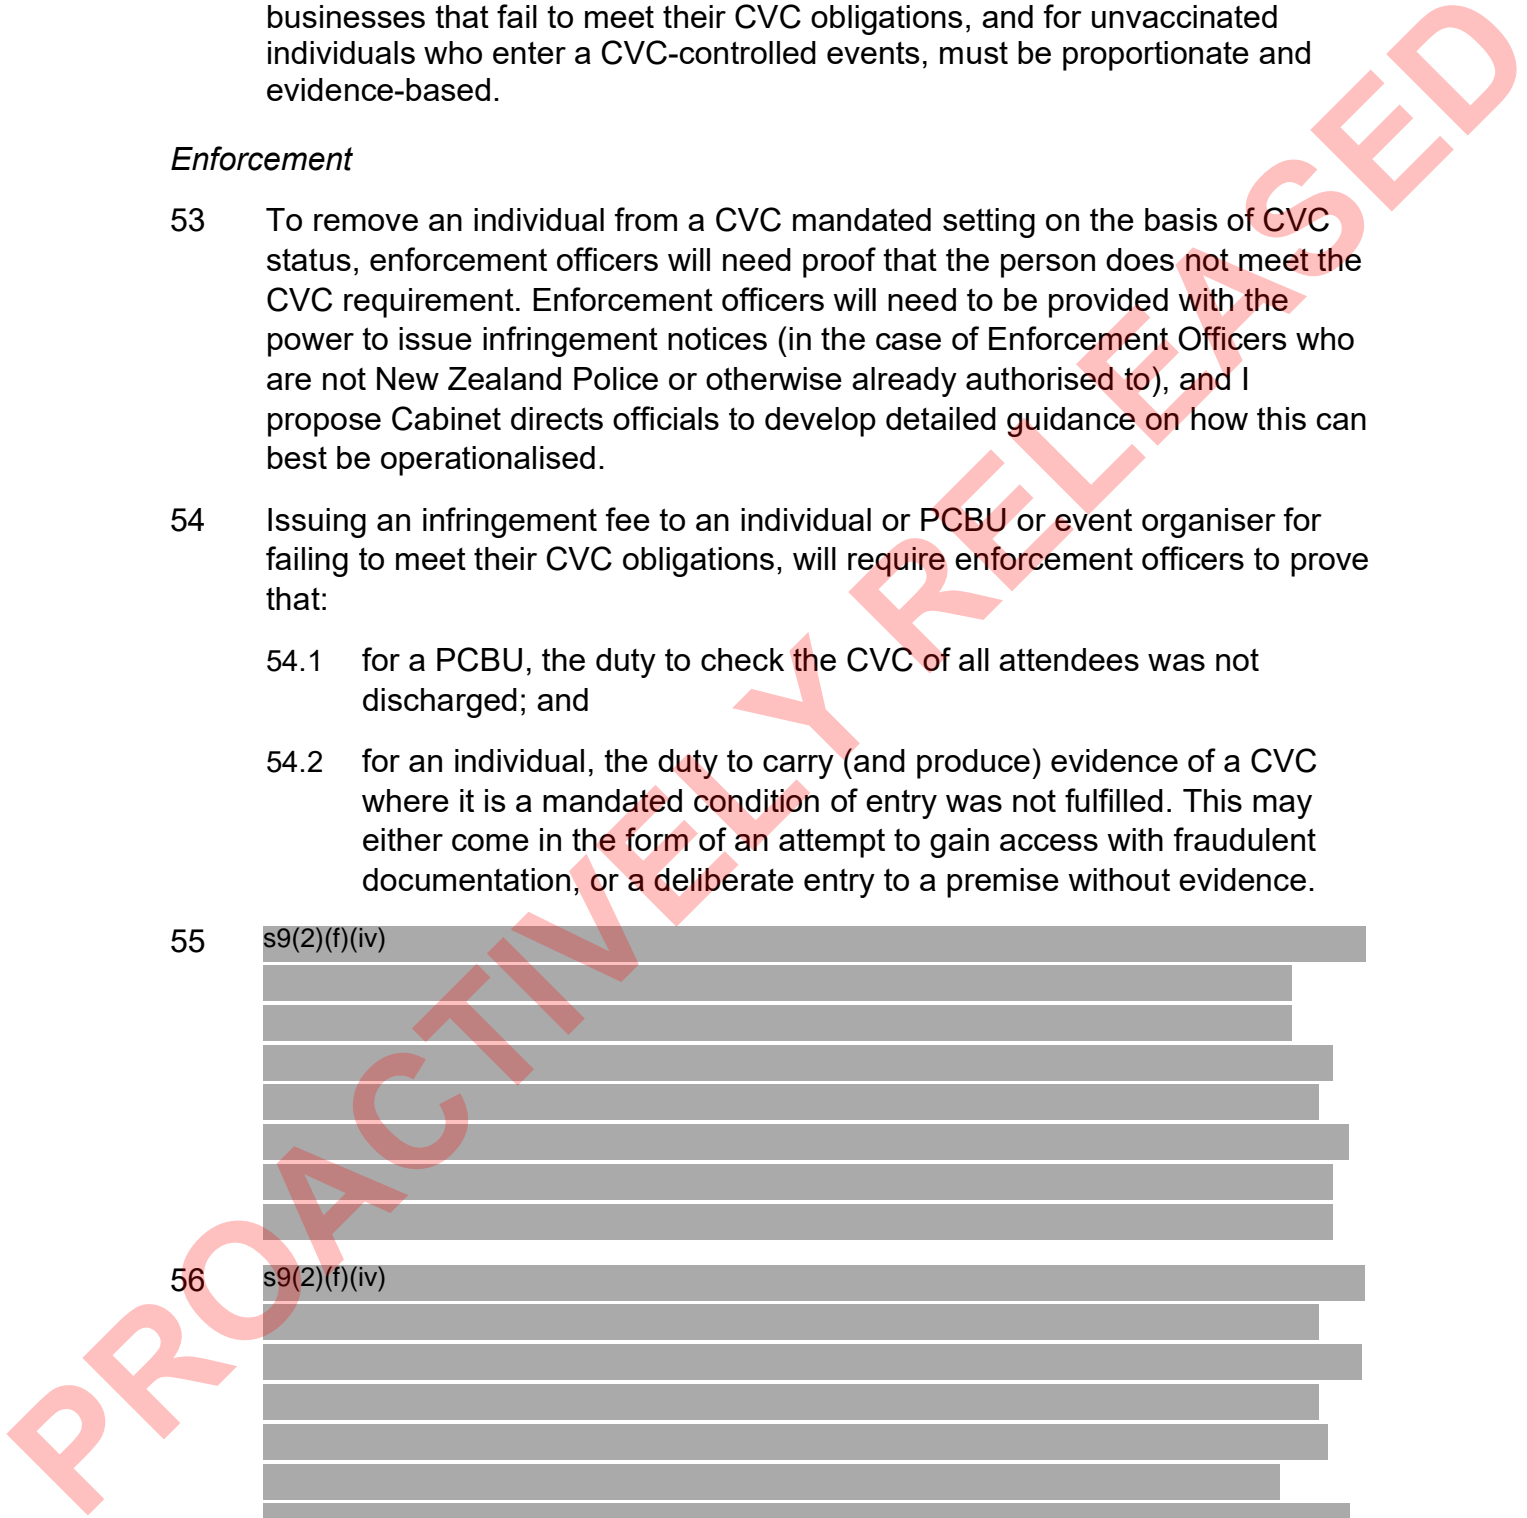 businesses that fail to meet their CVC obligations, and for unvaccinated
individuals who enter a CVC-controlled events, must be proportionate and
evidence-based.
Enforcement
53 To remove an individual from a CVC mandated setting on the basis of CVC
status, enforcement officers will need proof that the person does not meet the
CVC requirement. Enforcement officers will need to be provided with the
power to issue infringement notices (in the case of Enforcement Officers who
are not New Zealand Police or otherwise already authorised to), and I
propose Cabinet directs officials to develop detailed guidance on how this can
best be operationalised.
54 Issuing an infringement fee to an individual or PCBU or event organiser for
failing to meet their CVC obligations, will require enforcement officers to prove
that:
54.1 for a PCBU, the duty to check the CVC of all attendees was not
discharged; and
54.2 for an individual, the duty to carry (and produce) evidence of a CVC
where it is a mandated condition of entry was not fulfilled. This may
either come in the form of an attempt to gain access with fraudulent
documentation, or a deliberate entry to a premise without evidence.
55 s9(2)(f)(iv)
56 s9(2)(f)(iv)
PROACTIVELY RELEASED